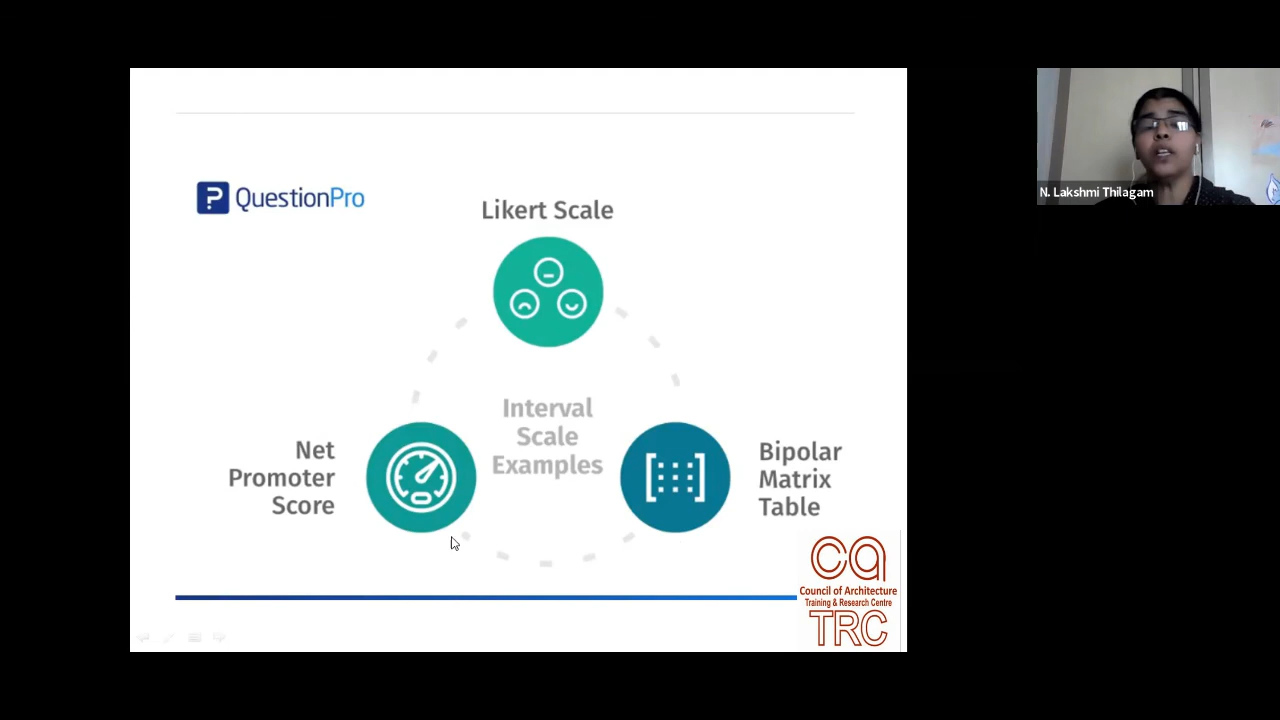 QuestionPro
Likert Scale
Interval
Scale
Examples
Net
Promoter
Score
Bipolar
Matrix
Table
ca
Council of Architecture
Training & Research Centre
TRC
N. Lakshmi Thilagam